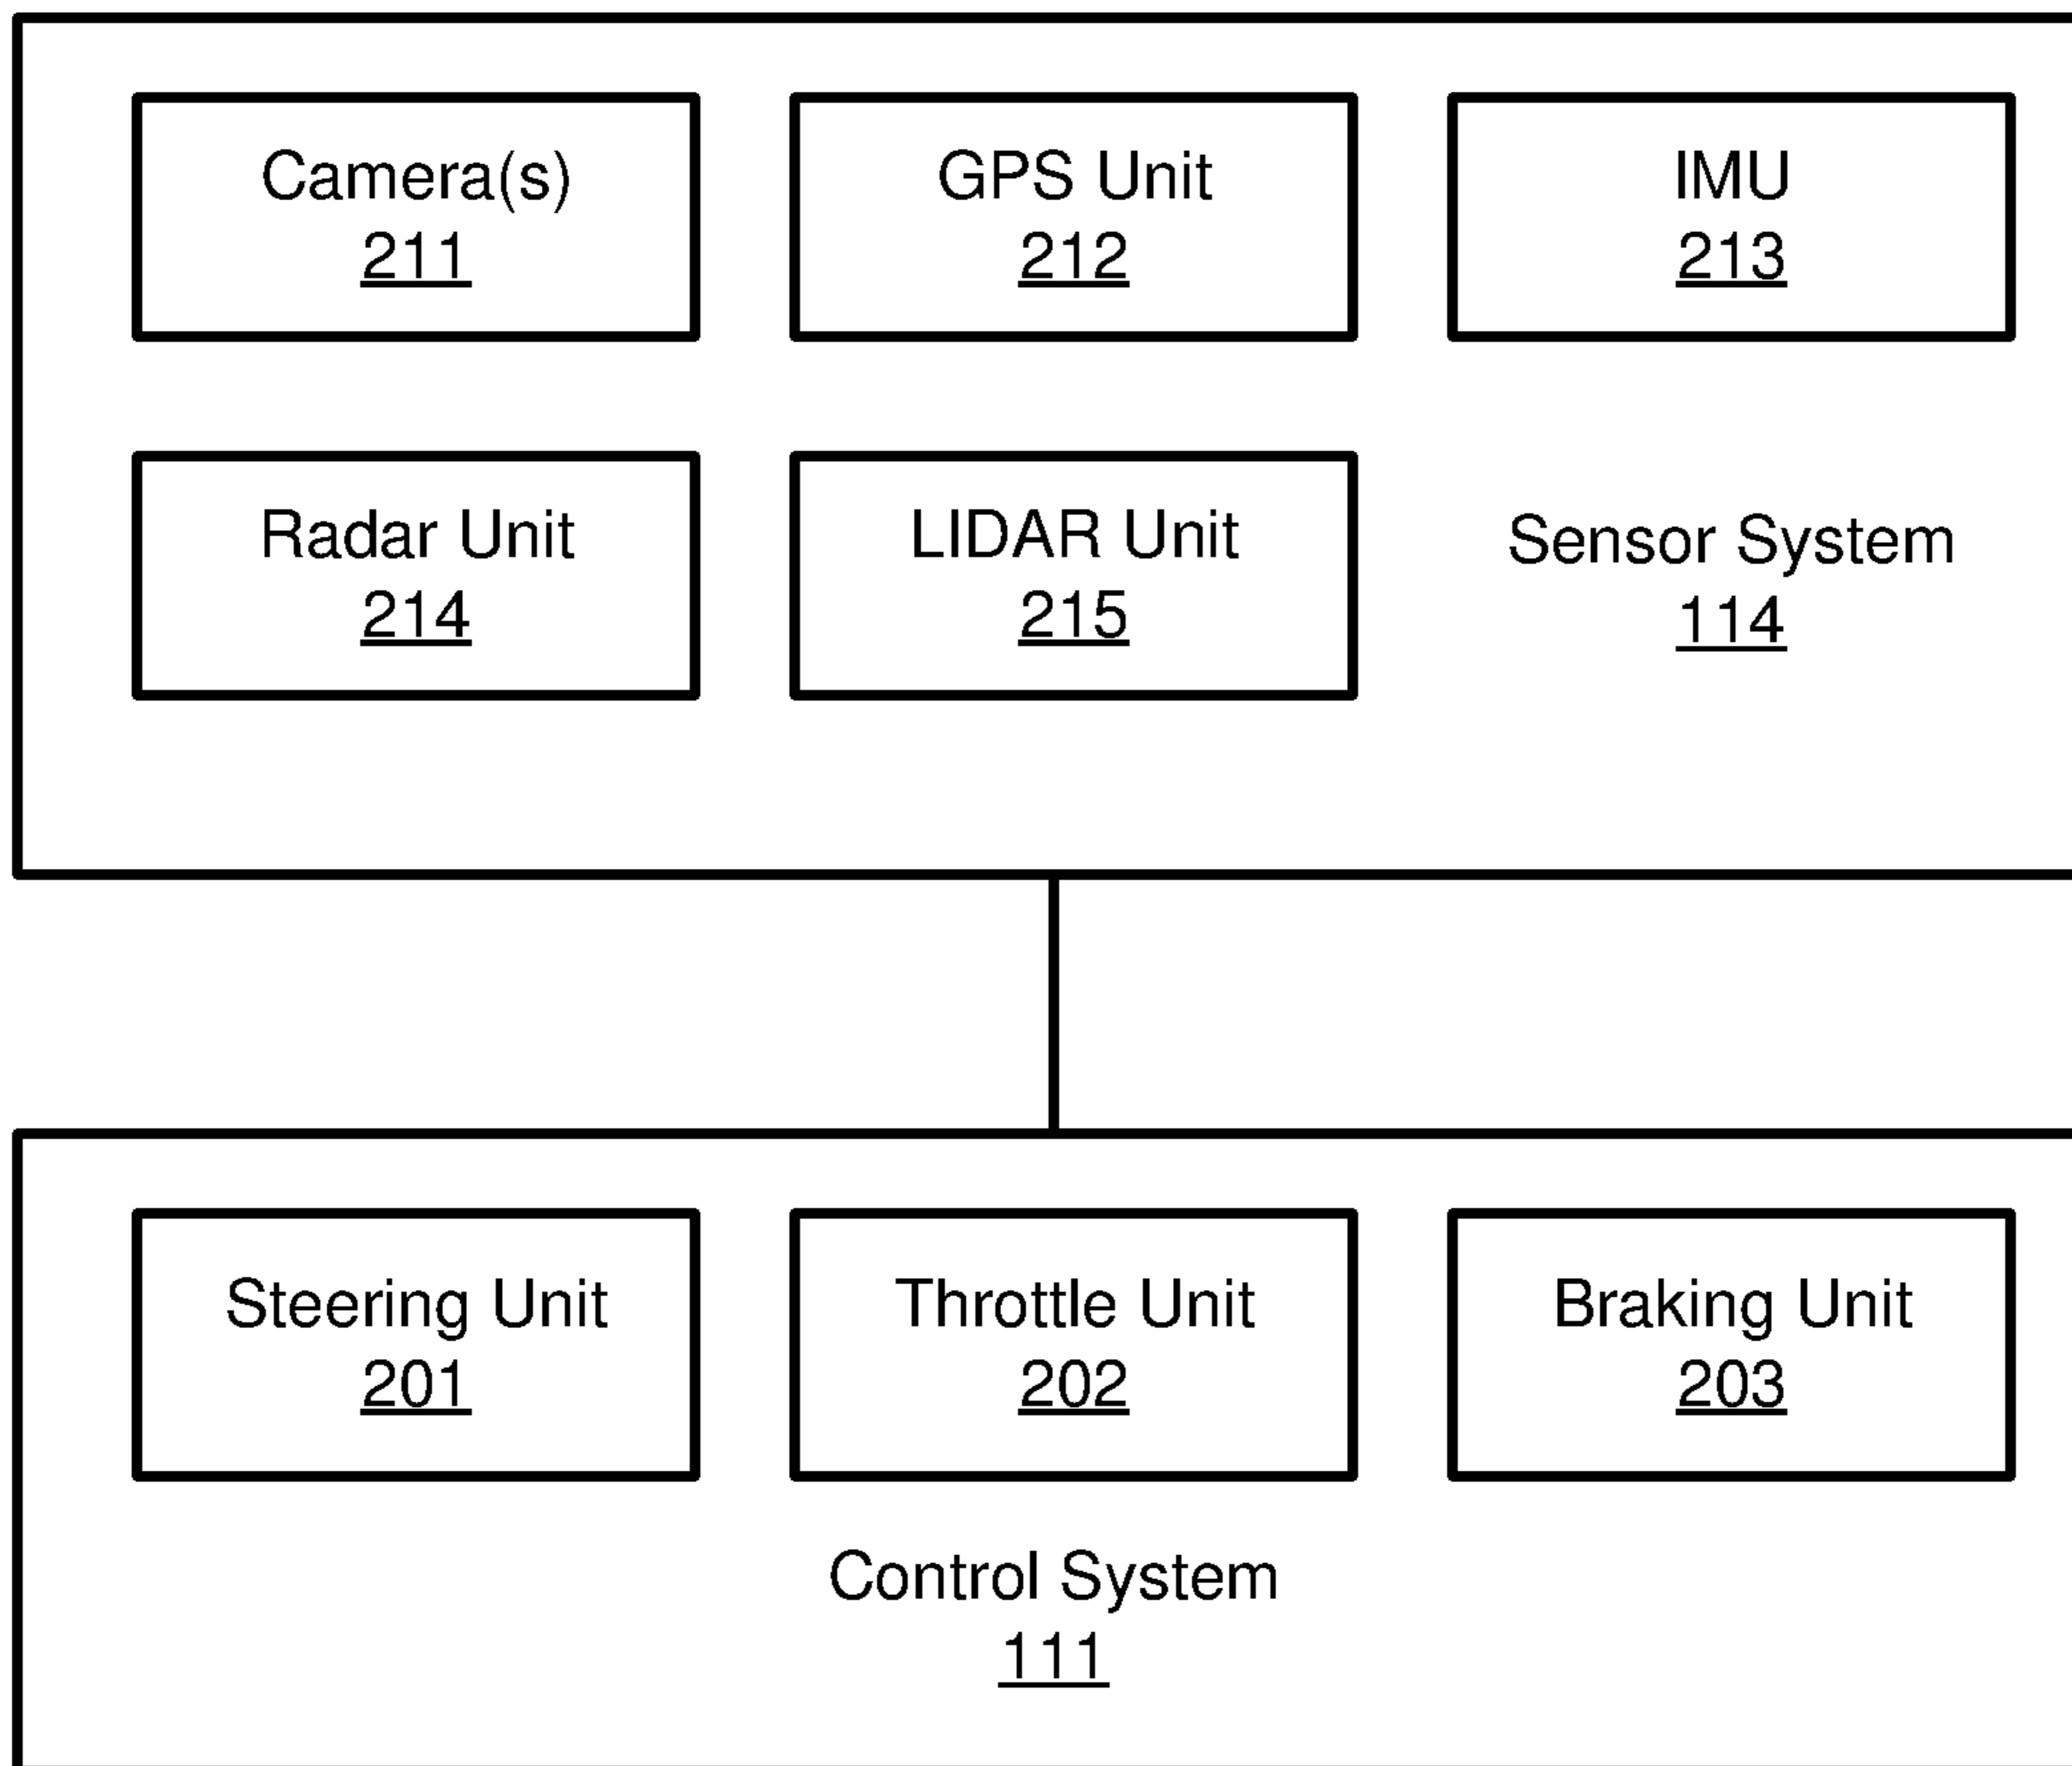 Camera(s)
211
GPS Unit
212
IMU
213
Radar Unit
214
LIDAR Unit
215
Sensor System
114
Steering Unit
201
Throttle Unit
202
Braking Unit
203
Control System
111